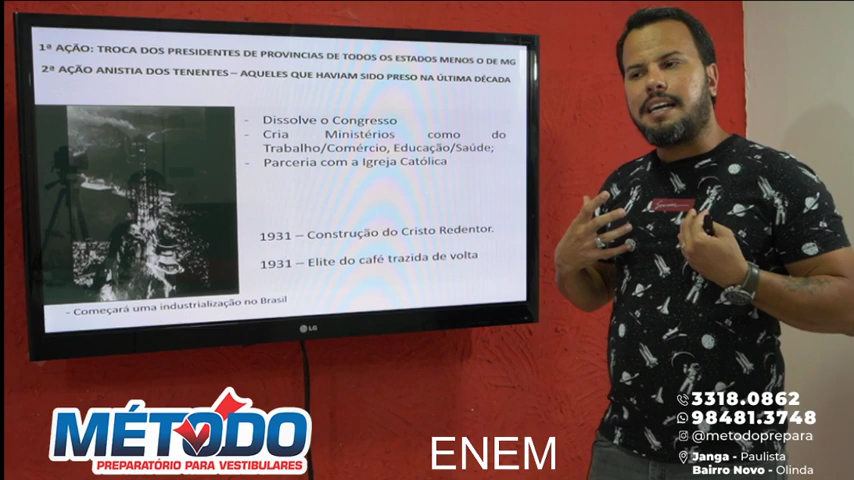 1ª AÇÃO: TROCA DOS PRESIDENTES DE PROVINCIAS DE TODOS OS ESTADOS MENOS O DE MG
2ª AÇÃO ANISTIA DOS TENENTES – AQUELES QUE HAVIAM SIDO PRESO NA ÚLTIMA DÉCADA
- Dissolve o Congresso
- Cria Ministérios como do
Trabalho/Comércio, Educação/Saúde;
- Parceria com a Igreja Católica
1931 – Construção do Cristo Redentor.
1931 – Elite do café trazida de volta
- Começará uma industrialização no Brasil
LG
MÉTODO
PREPARATÓRIO PARA VESTIBULARES
ENEM
3318.0862
98481.3748
@metodoprepara
Janga - Paulista
Bairro Novo - Olinda